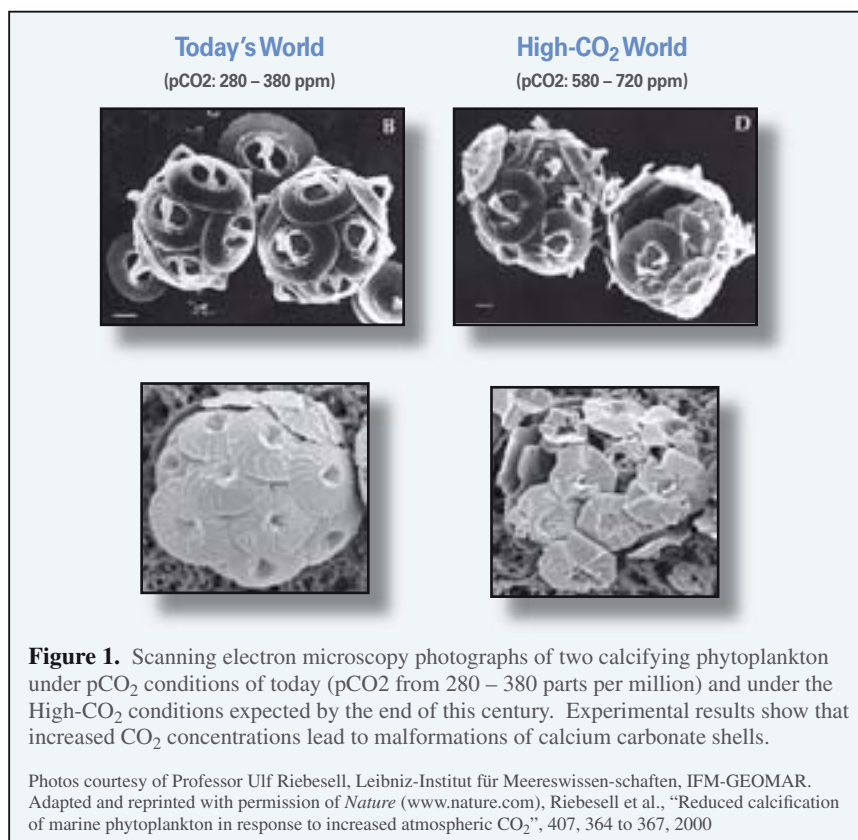 Today's World
(pCO2: 280 – 380 ppm)
High-CO₂ World
(pCO2: 580 – 720 ppm)
B
D
Figure 1. Scanning electron microscopy photographs of two calcifying phytoplankton
under pCO₂ conditions of today (pCO2 from 280 – 380 parts per million) and under the
High-CO₂ conditions expected by the end of this century. Experimental results show that
increased CO₂ concentrations lead to malformations of calcium carbonate shells.
Photos courtesy of Professor Ulf Riebesell, Leibniz-Institut für Meereswissen-schaften, IFM-GEOMAR.
Adapted and reprinted with permission of Nature (www.nature.com), Riebesell et al., “Reduced calcification
of marine phytoplankton in response to increased atmospheric CO₂”, 407, 364 to 367, 2000